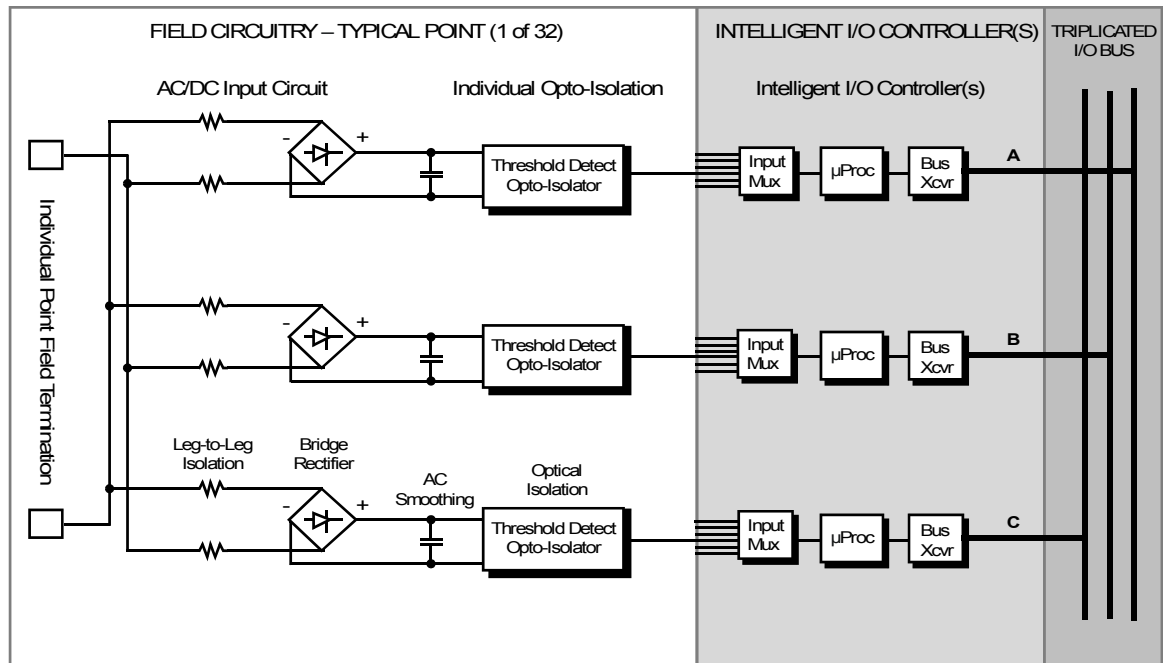 FIELD CIRCUITRY – TYPICAL POINT (1 of 32)
INTELLIGENT I/O CONTROLLER(S)
TRIPLICATED
I/O BUS
AC/DC Input Circuit
Individual Opto-Isolation
Intelligent I/O Controller(s)
Individual Point Field Termination
- +
Threshold Detect
Opto-Isolator
Input
Mux
µProc
Bus
Xcvr
A
- +
Threshold Detect
Opto-Isolator
Input
Mux
µProc
Bus
Xcvr
B
Leg-to-Leg
Isolation
Bridge
Rectifier
AC
Smoothing
Optical
Isolation
- +
Threshold Detect
Opto-Isolator
Input
Mux
µProc
Bus
Xcvr
C